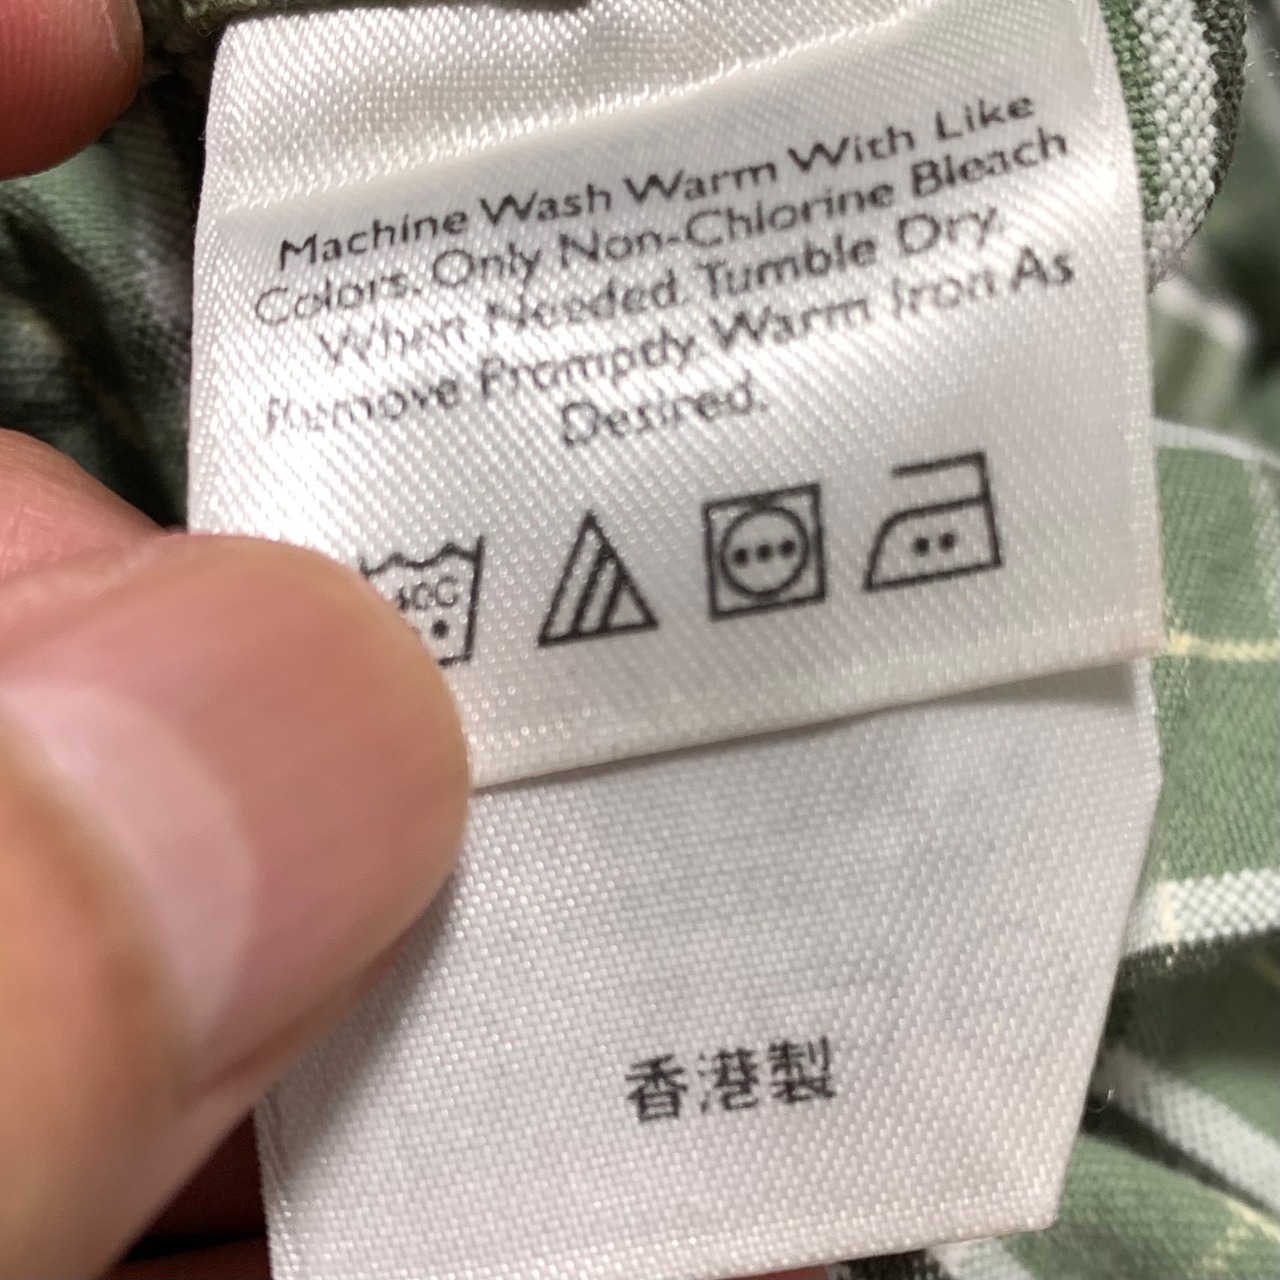 Machine Wash Warm With Like
Colors. Only Non-Chlorine Bleach
When Needed. Tumble Dry.
Remove Promptly. Warm Iron As
Desired.
40C
香港製